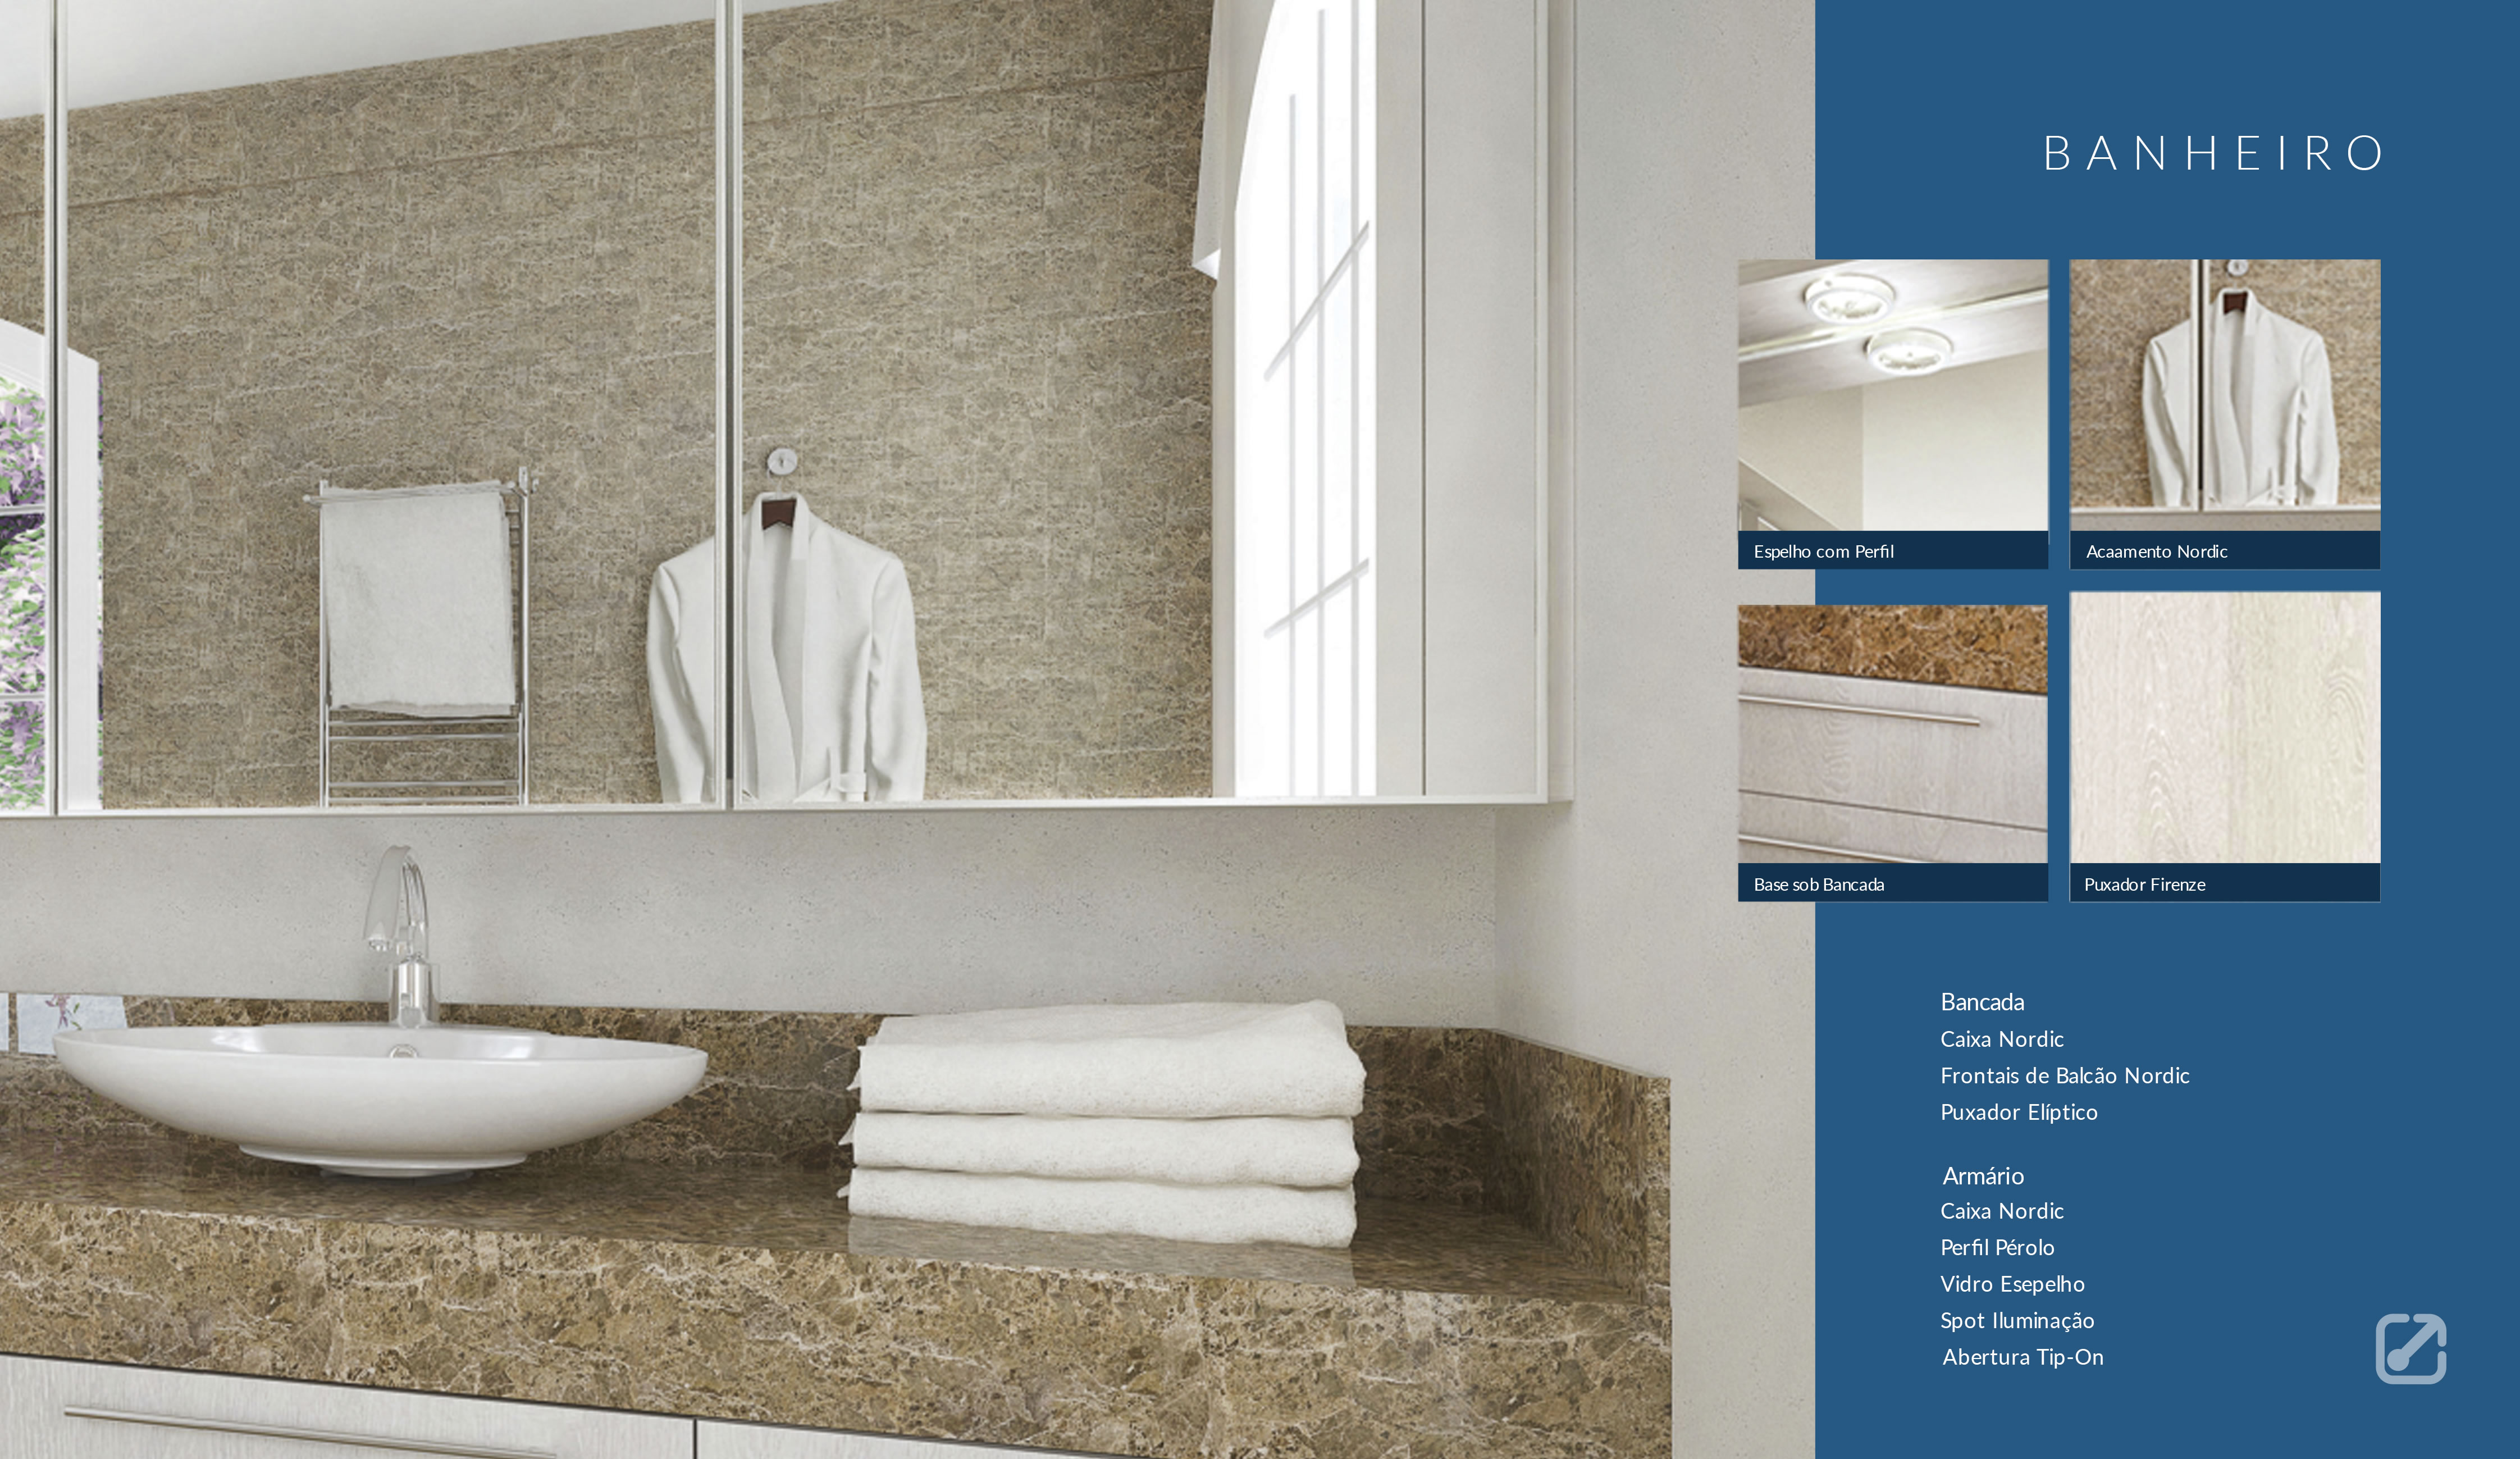 BANHEIRO
Espelho com Perfil
Acaamento Nordic
Base sob Bancada
Puxador Firenze
Bancada
Caixa Nordic
Frontais de Balcão Nordic
Puxador Elíptico
Armário
Caixa Nordic
Perfil Pérolo
Vidro Esepelho
Spot Iluminação
Abertura Tip-On